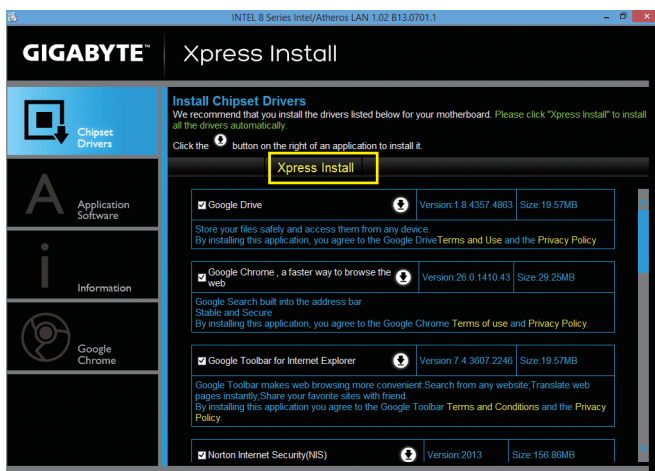 INTEL 8 Series Intel/Atheros LAN 1.02 B13.0701.1
GIGABYTE™
Xpress Install
Chipset
Drivers
Application
Software
Information
Google
Chrome
Install Chipset Drivers
We recommend that you install the drivers listed below for your motherboard. Please click "Xpress Install" to install
all the drivers automatically.
Click the button on the right of an application to install it.
Xpress Install
Google Drive Version:1.8.4357.4863 Size:19.57MB
Store your files safely and access them from any device.
By installing this application, you agree to the Google DriveTerms and Use and the Privacy Policy.
Google Chrome , a faster way to browse the
web Version:26.0.1410.43 Size:29.25MB
Google Search built into the address bar
Stable and Secure
By installing this application, you agree to the Google Chrome Terms of use and Privacy Policy.
Google Toolbar for Internet Explorer Version:7.4.3607.2246 Size:19.57MB
Google Toolbar makes web browsing more convenient:Search from any website;Translate web
pages instantly;Share your favorite sites with friend.
By installing this application you agree to the Google Toolbar Terms and Conditions and the Privacy
Policy.
Norton Internet Security(NIS) Version:2013 Size:156.86MB